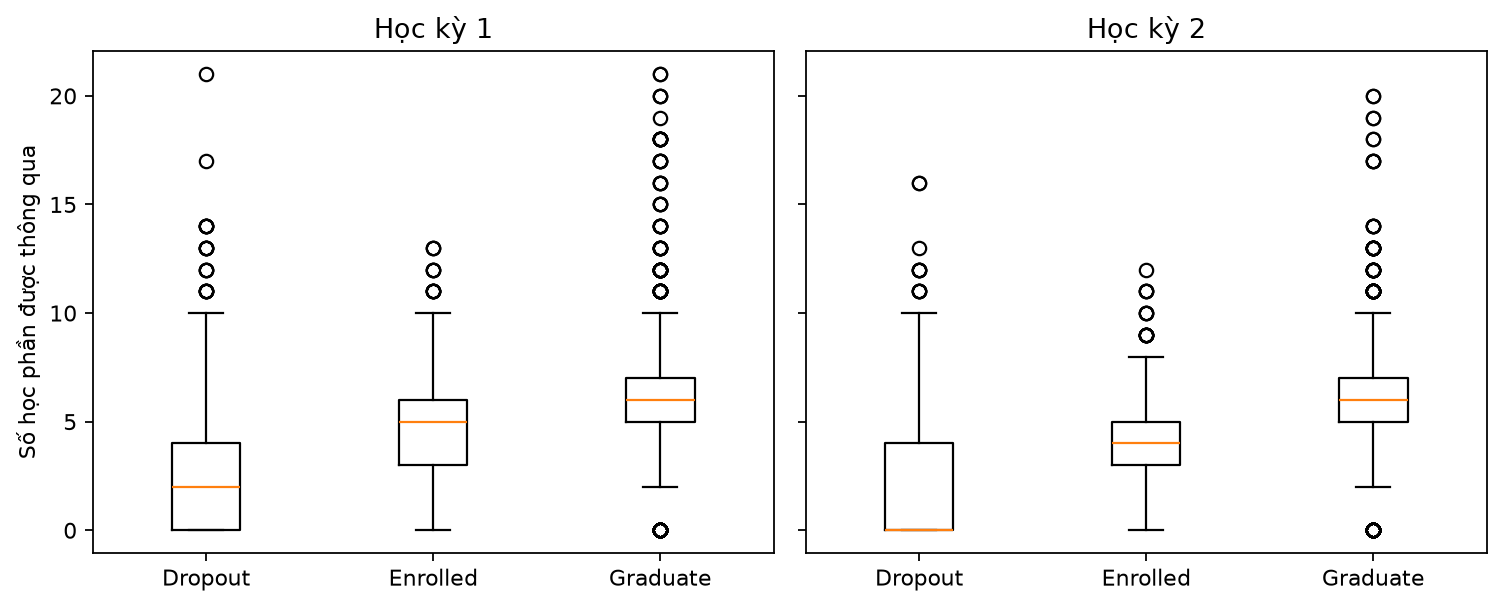 Học kỳ 1
Học kỳ 2
Số học phần được thông qua
20
15
10
5
0
Dropout Enrolled Graduate
Dropout Enrolled Graduate